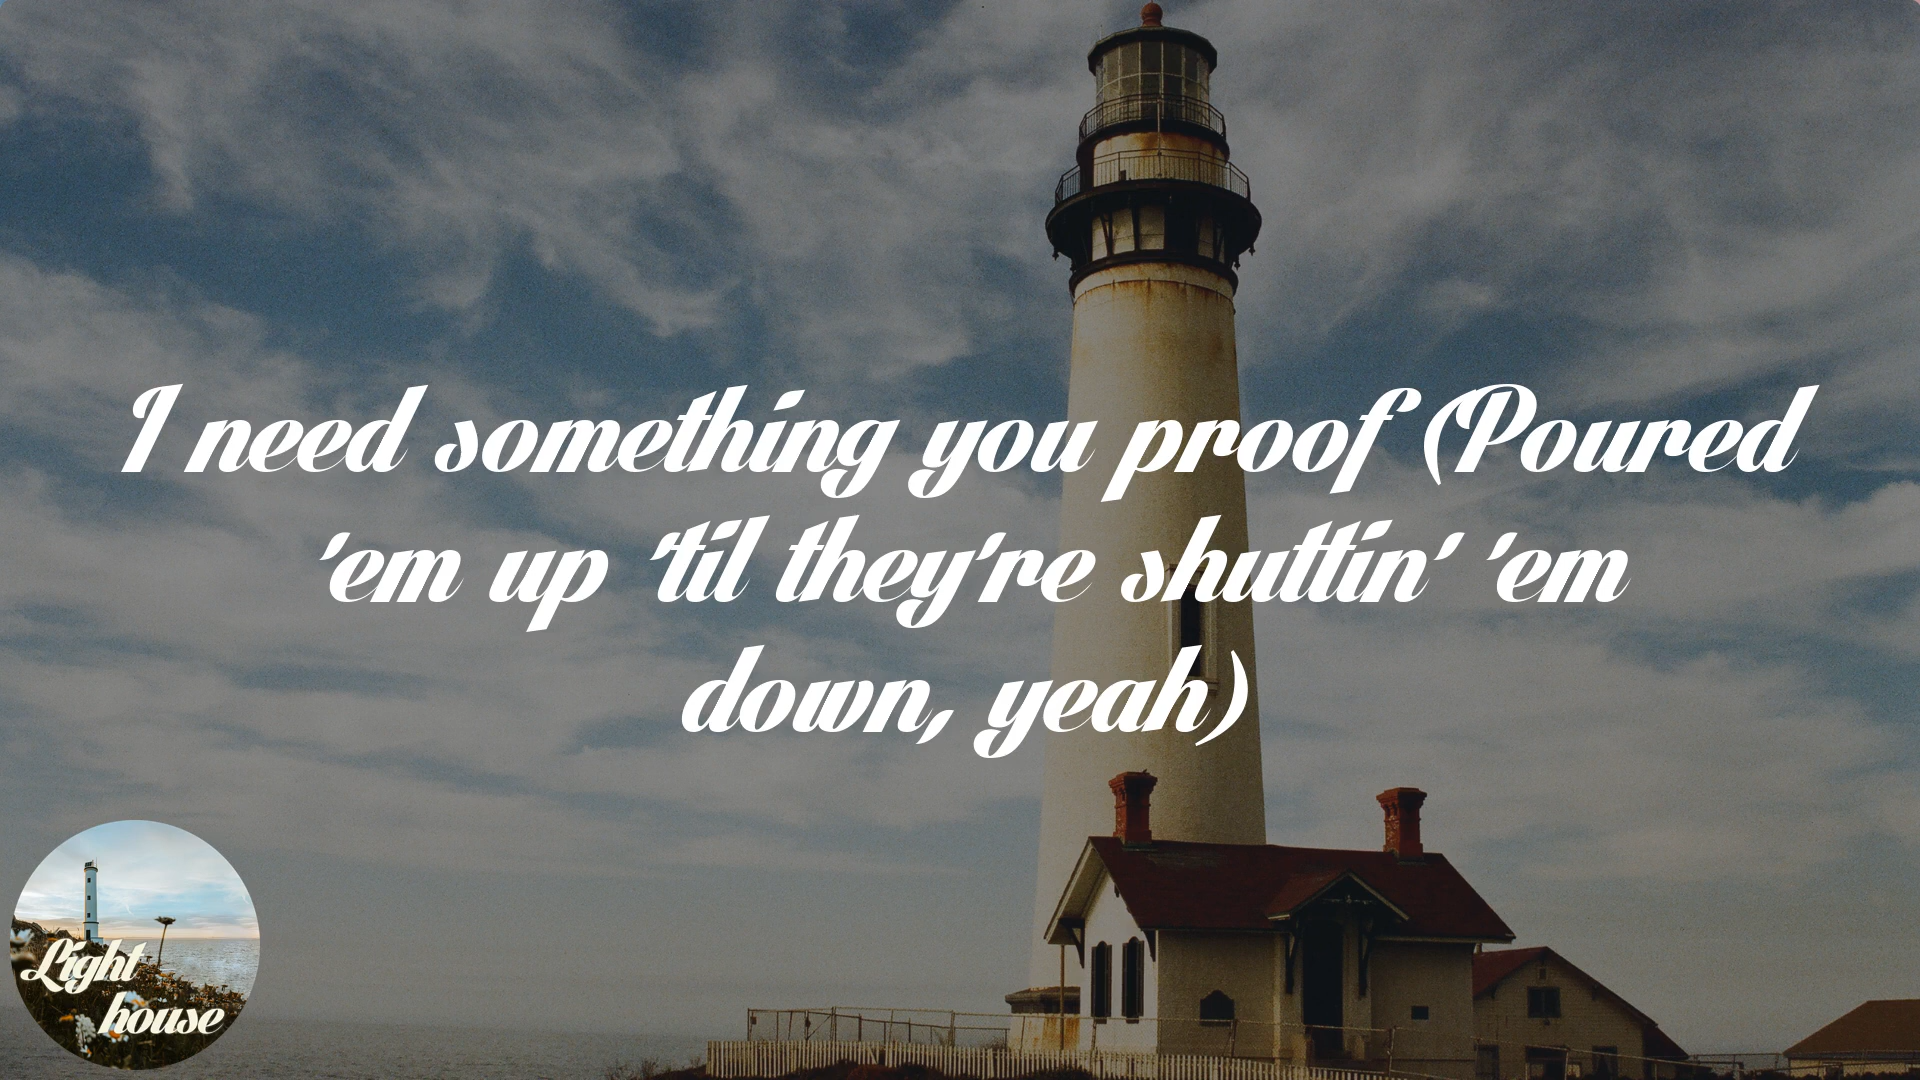 I need something you proof (Poured
'em up 'til they're shuttin' 'em
down, yeah)
Light
house